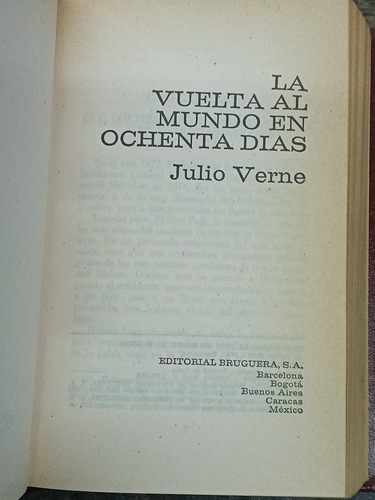 LA
VUELTA AL
MUNDO EN
OCHENTA DIAS
Julio Verne
EDITORIAL BRUGUERA, S.A.
Barcelona
Bogotá
Buenos Aires
Caracas
México